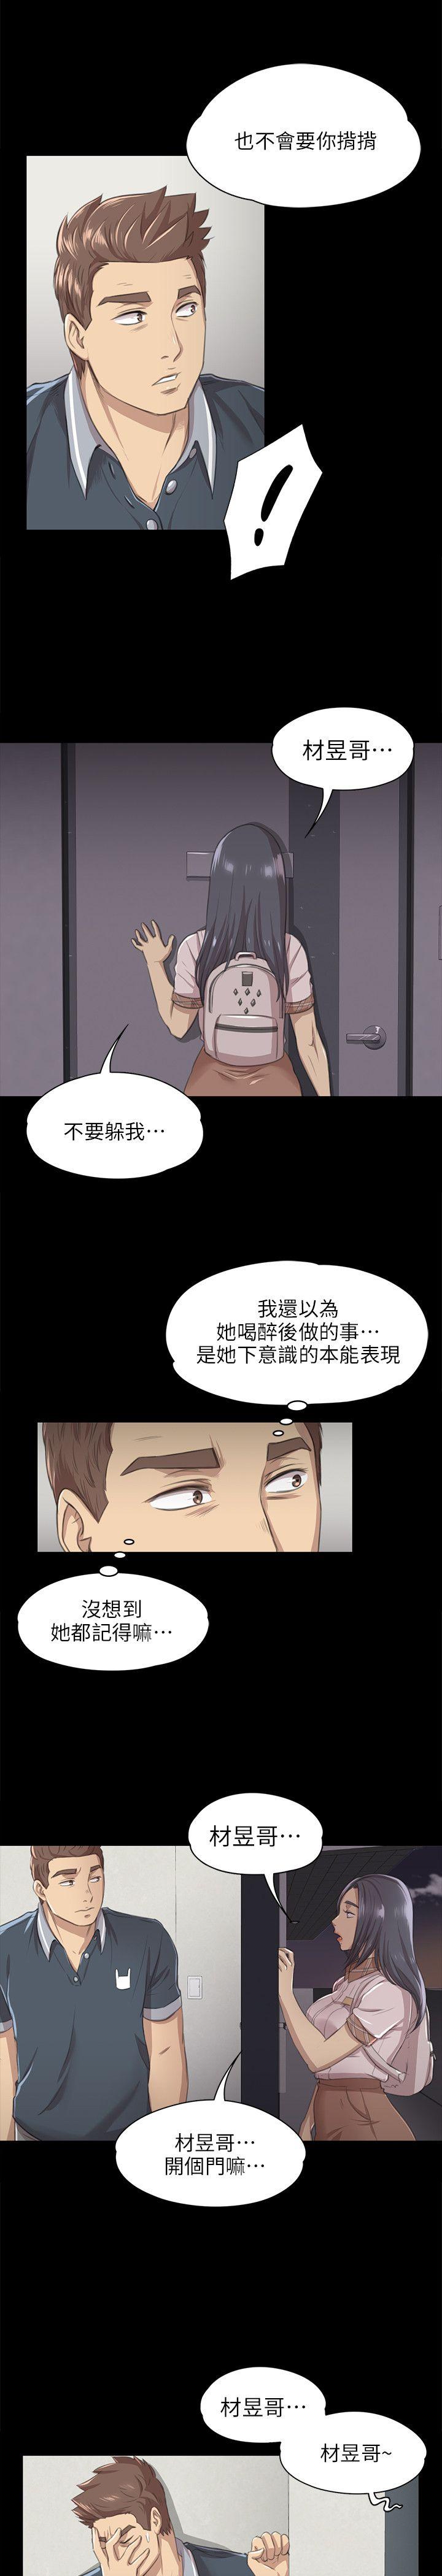 也不會要你揹揹
!
材昱哥⋯
不要躲我⋯
我還以為
她喝醉後做的事⋯
是她下意識的本能表現
沒想到
她都記得嘛⋯
材昱哥⋯
材昱哥⋯
開個門嘛⋯
材昱哥⋯
材昱哥~